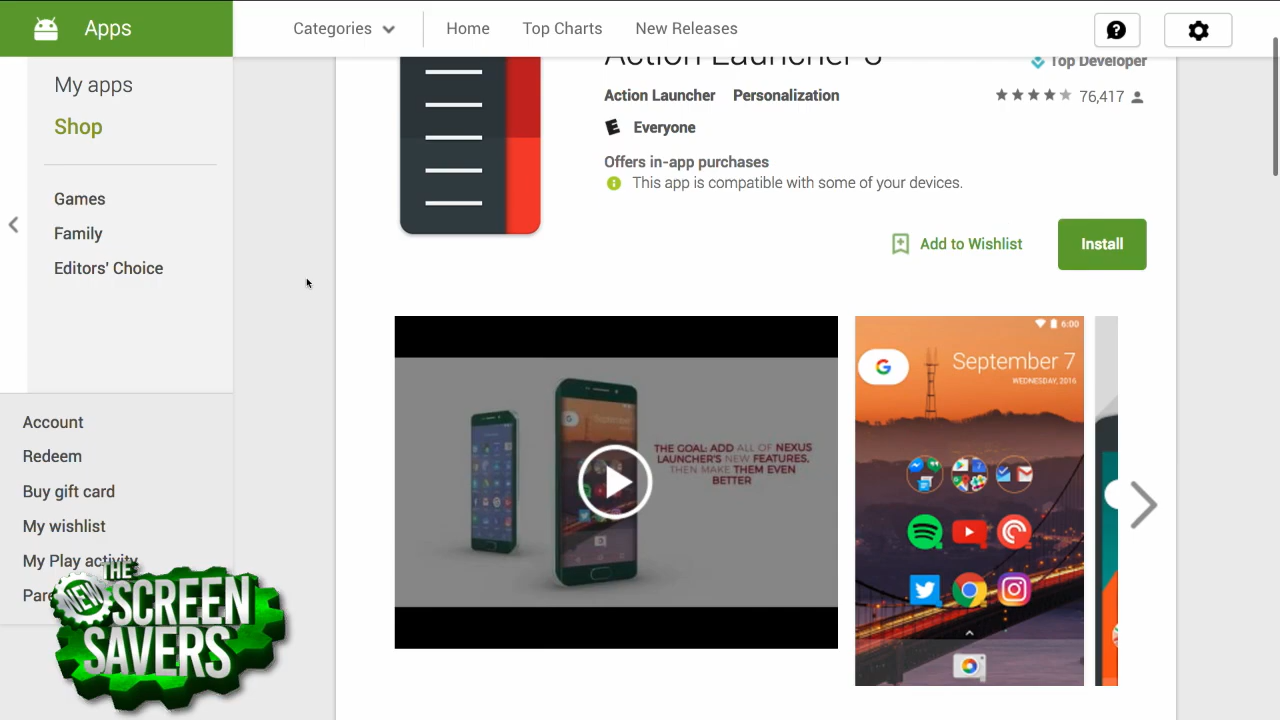 Apps
Categories
Home
Top Charts
New Releases
My apps
Shop
Games
Family
Editors' Choice
Account
Redeem
Buy gift card
My wishlist
My Play activity
THE
NEW
SCREEN
SAVERS
Action Launcher 3
Top Developer
Action Launcher Personalization
76,417
Everyone
Offers in-app purchases
This app is compatible with some of your devices.
Add to Wishlist
Install
THE GOAL: ADD ALL OF NEXUS
LAUNCHER'S NEW FEATURES,
THEN MAKE THEM EVEN
BETTER
6:00
September 7
WEDNESDAY, 2016